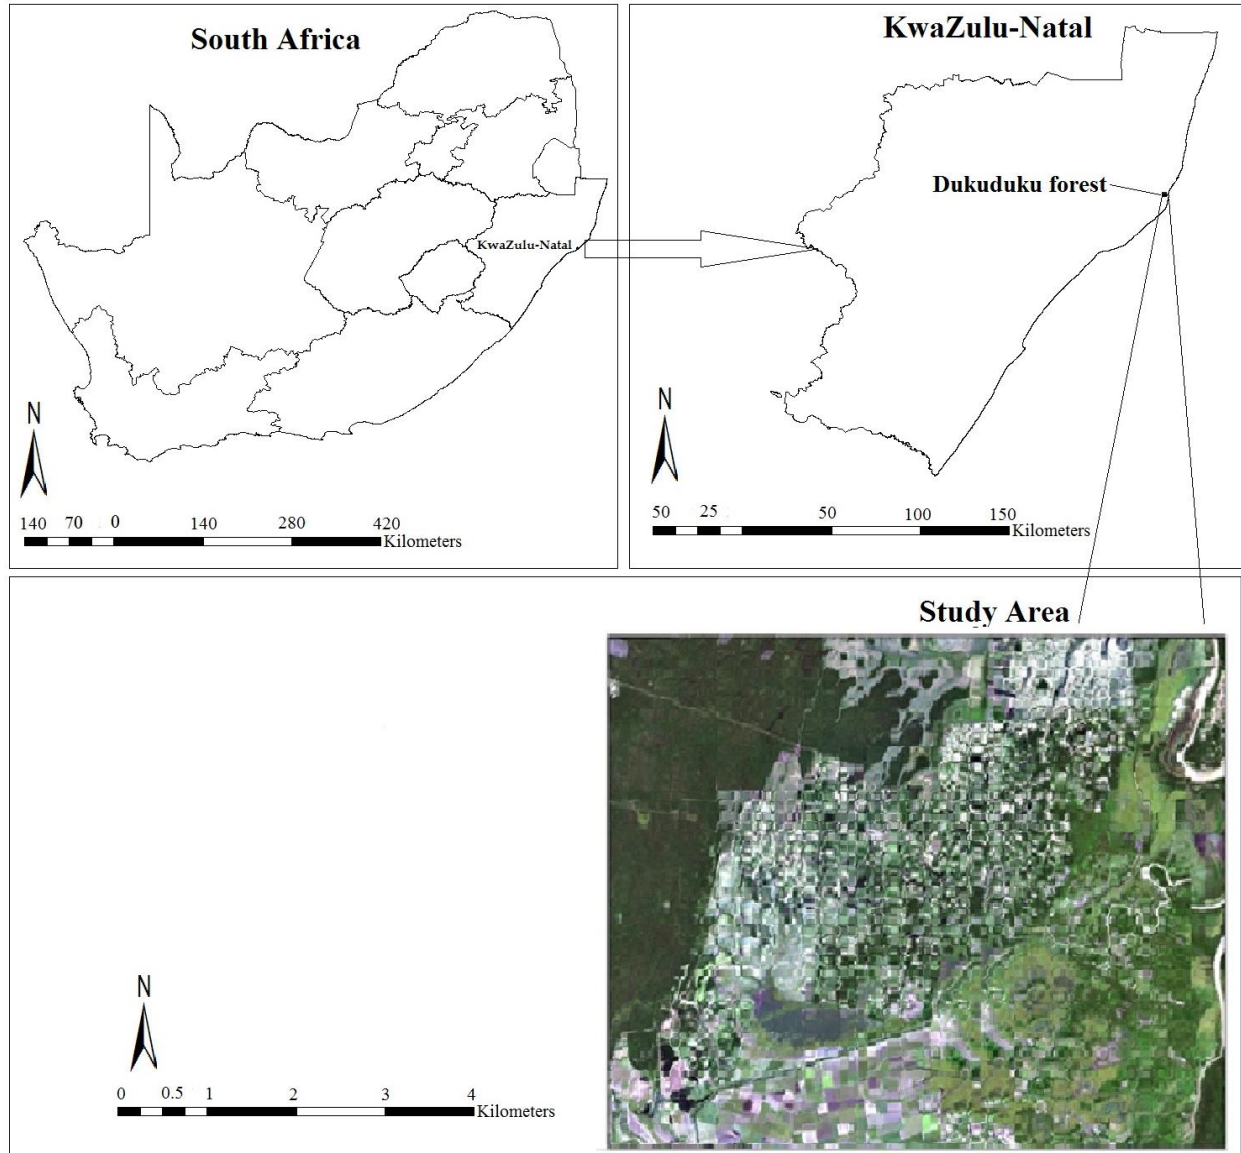 South Africa
KwaZulu-Natal
N
140 70 0 140 280 420
Kilometers
KwaZulu-Natal
Dukuduku forest
N
50 25 50 100 150
Kilometers
Study Area
N
0 0.5 1 2 3 4
Kilometers